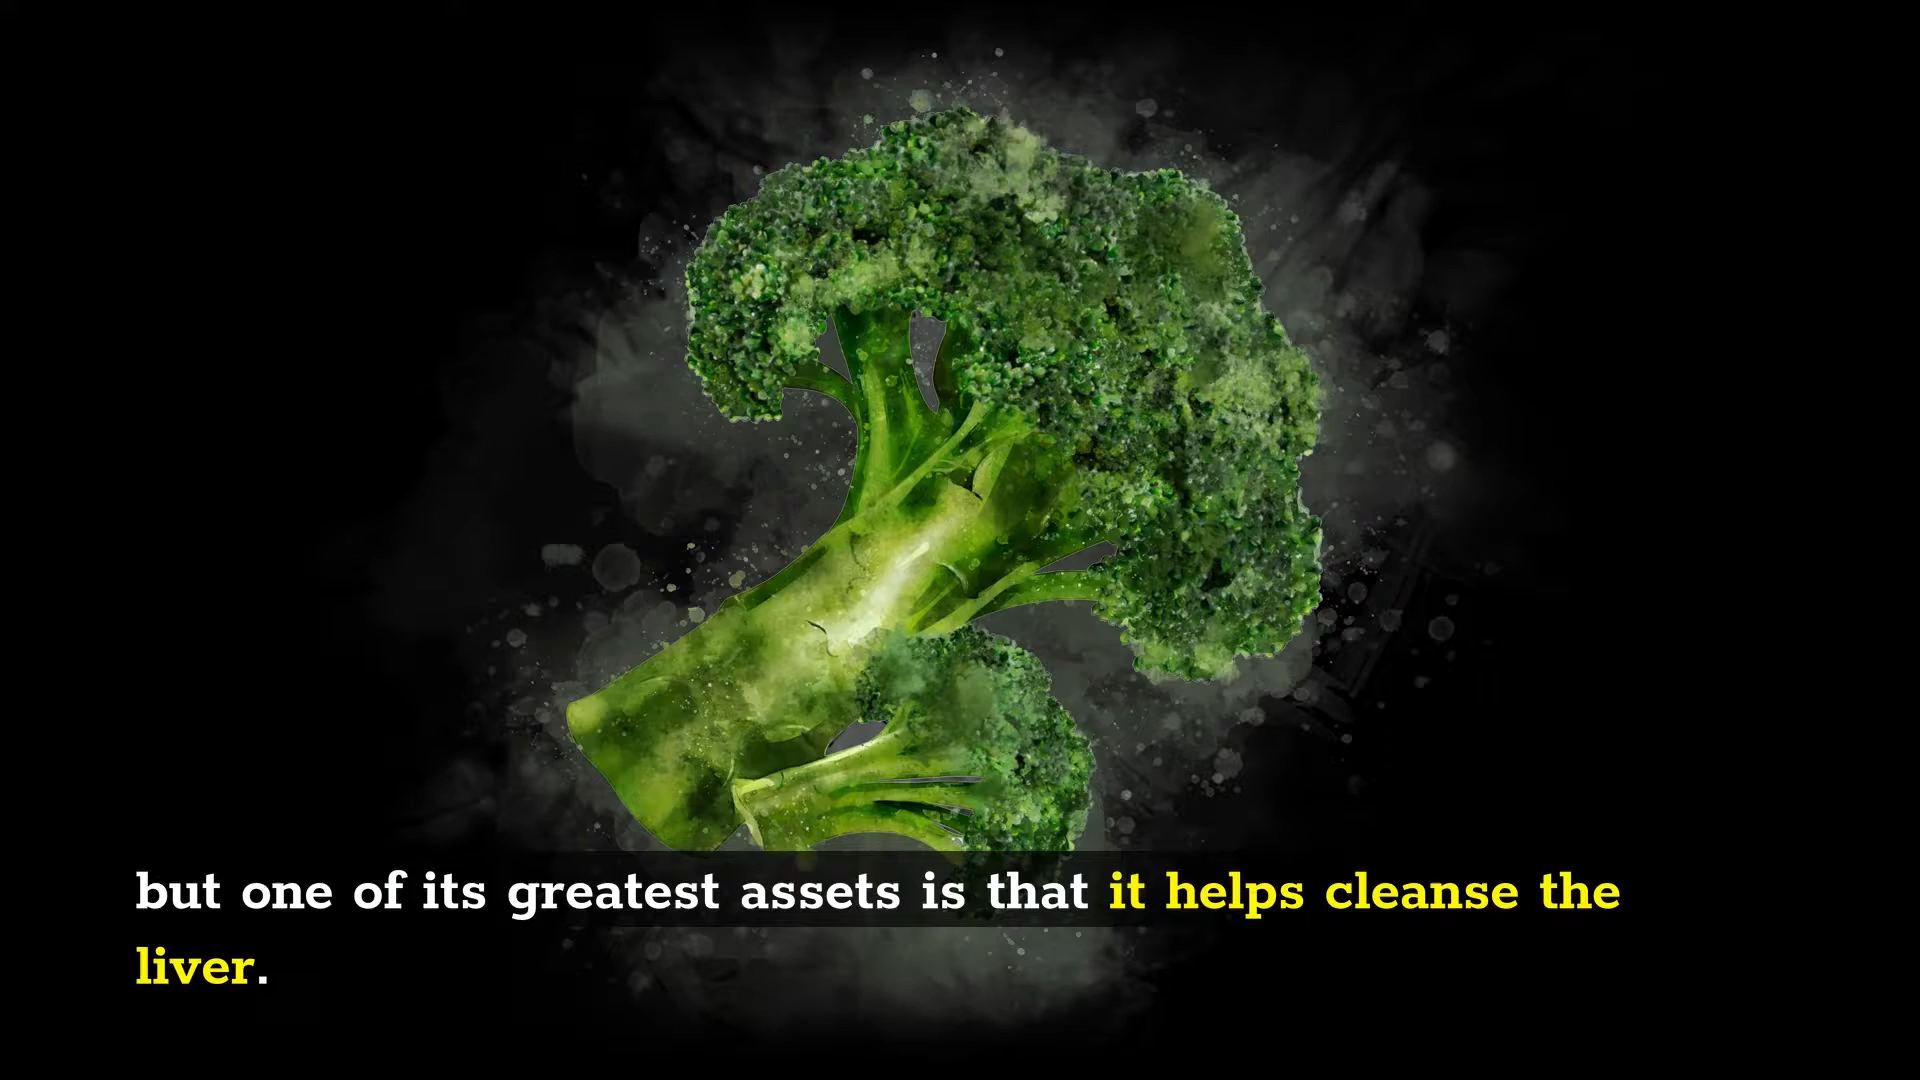 but one of its greatest assets is that it helps cleanse the
liver.